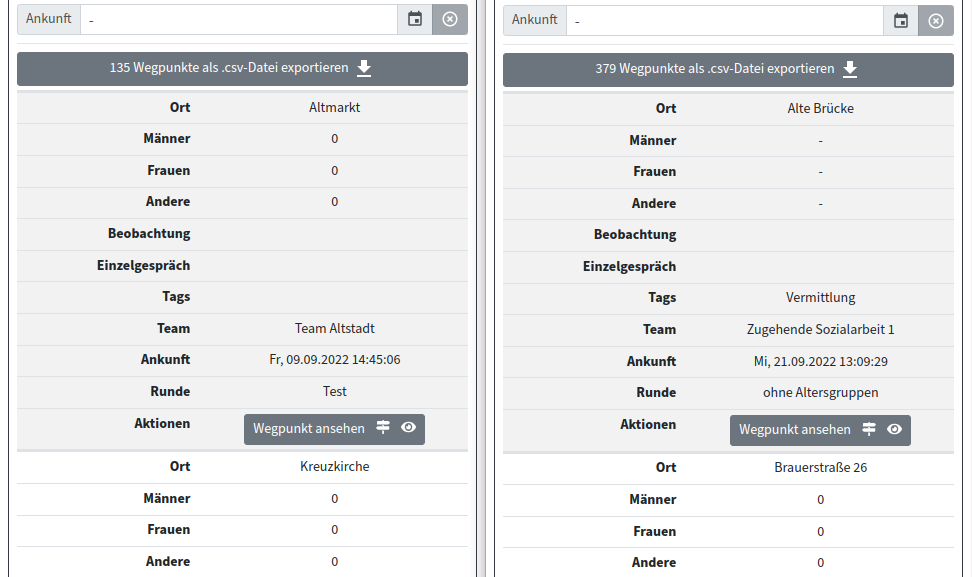 Ankunft -
135 Wegpunkte als .csv-Datei exportieren
Ort Altmarkt
Männer 0
Frauen 0
Andere 0
Beobachtung
Einzelgespräch
Tags
Team Team Altstadt
Ankunft Fr, 09.09.2022 14:45:06
Runde Test
Aktionen Wegpunkt ansehen
Ort Kreuzkirche
Männer 0
Frauen 0
Andere 0
Ankunft -
379 Wegpunkte als .csv-Datei exportieren
Ort Alte Brücke
Männer -
Frauen -
Andere -
Beobachtung
Einzelgespräch
Tags Vermittlung
Team Zugehende Sozialarbeit 1
Ankunft Mi, 21.09.2022 13:09:29
Runde ohne Altersgruppen
Aktionen Wegpunkt ansehen
Ort Brauerstraße 26
Männer 0
Frauen 0
Andere 0